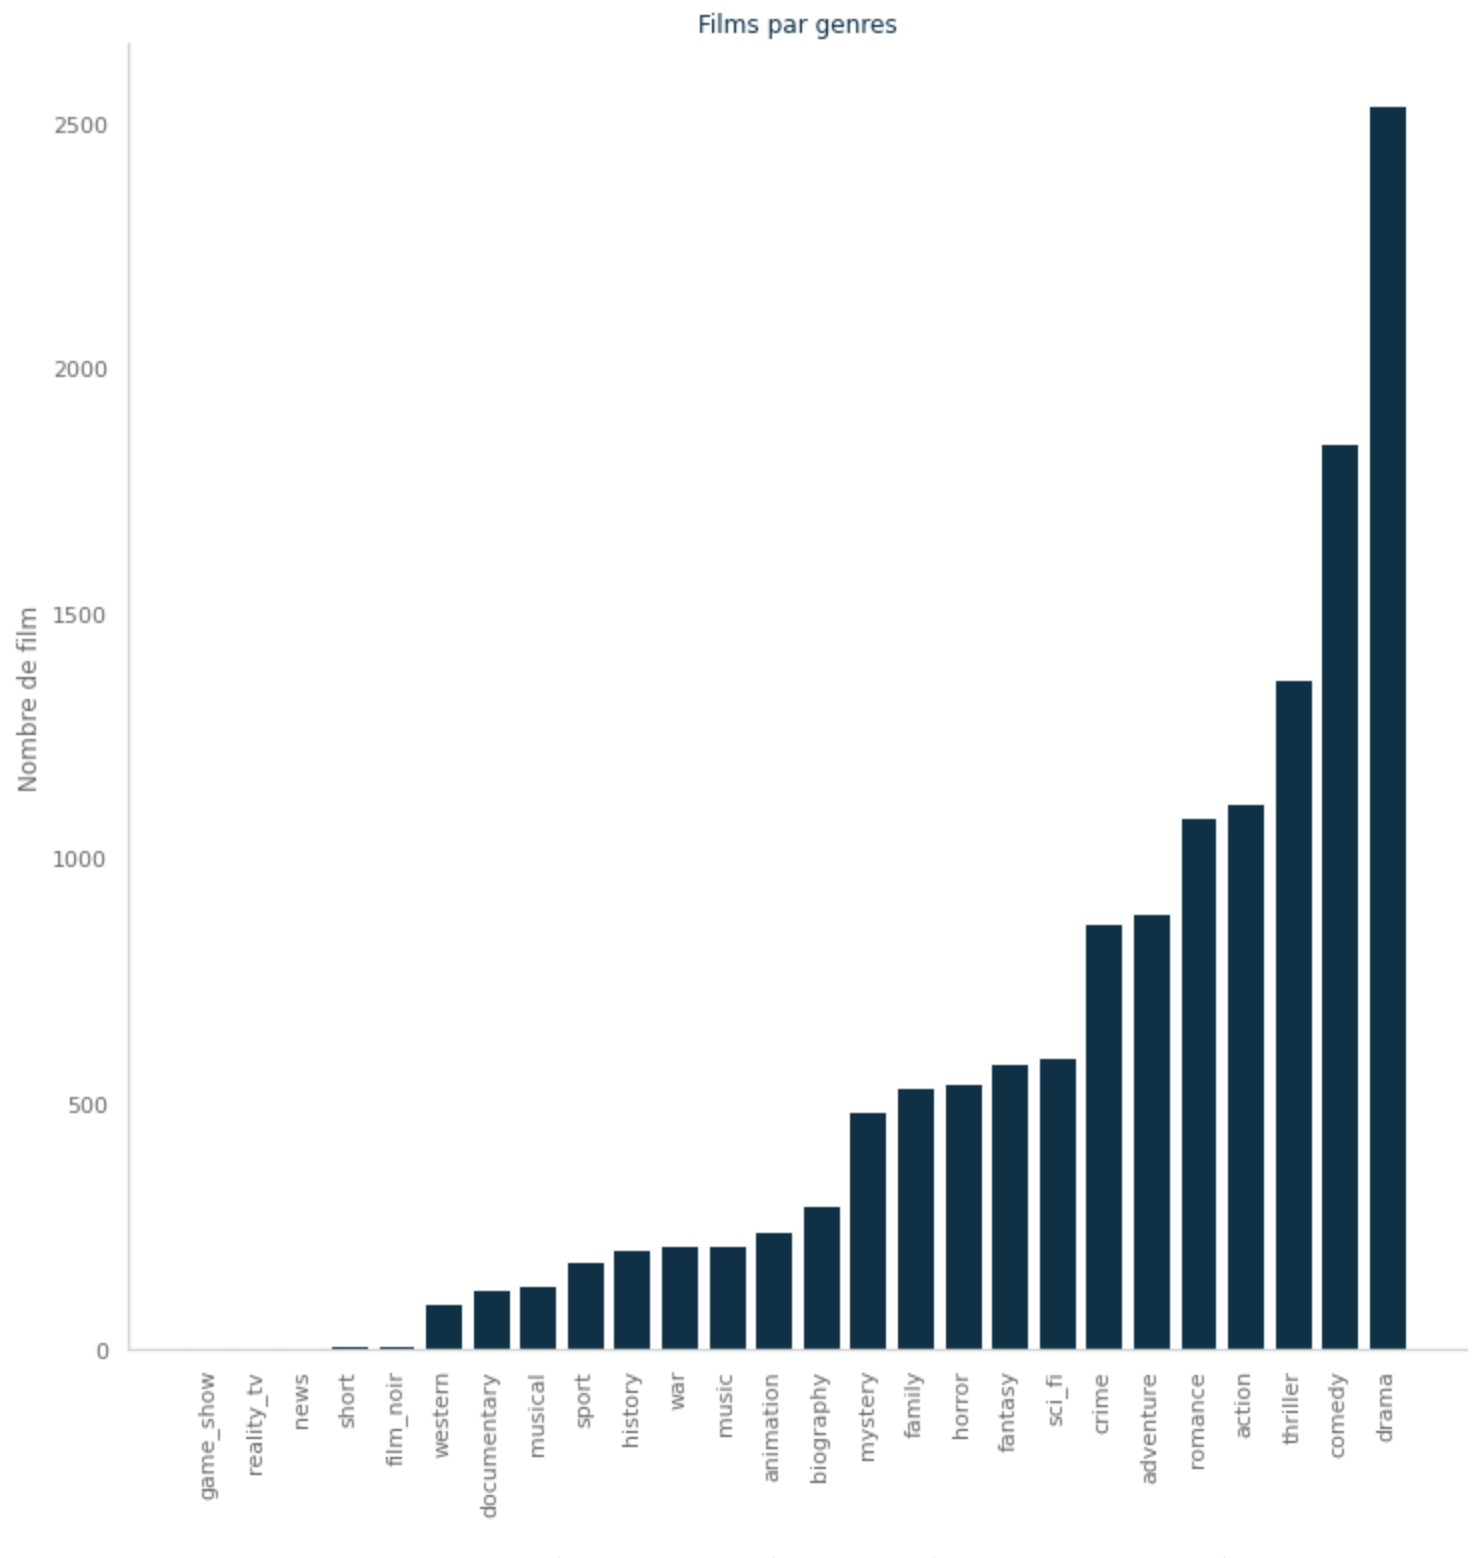 Films par genres
2500
2000
1500
1000
500
0
Nombre de film
game_show
reality_tv
news
short
film_noir
western
documentary
musical
sport
history
war
music
animation
biography
mystery
family
horror
fantasy
sci_fi
crime
adventure
romance
action
thriller
comedy
drama